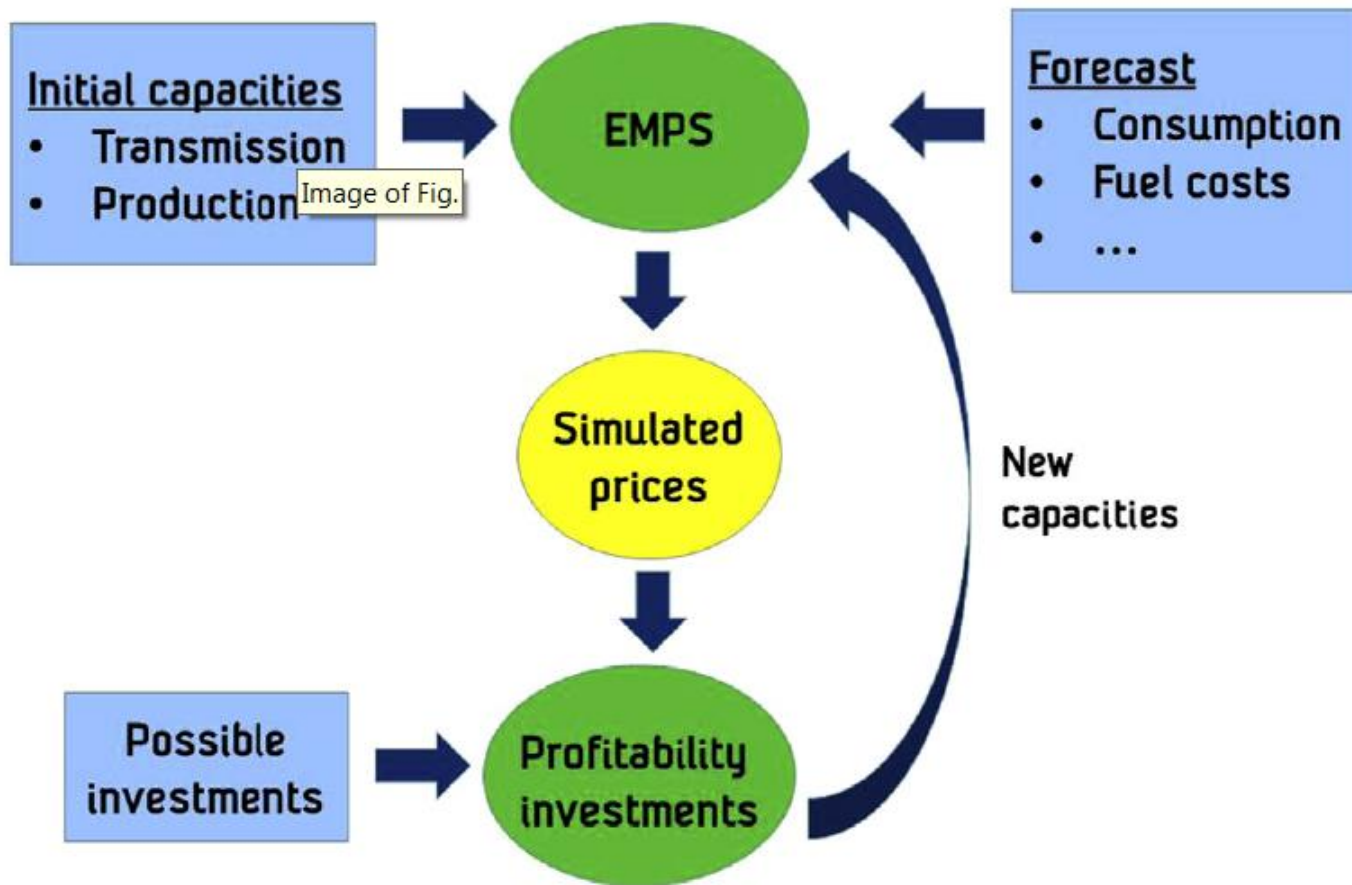 Initial capacities
• Transmission
• Production
Image of Fig.
EMPS
Forecast
• Consumption
• Fuel costs
• ...
Simulated
prices
New
capacities
Possible
investments
Profitability
investments